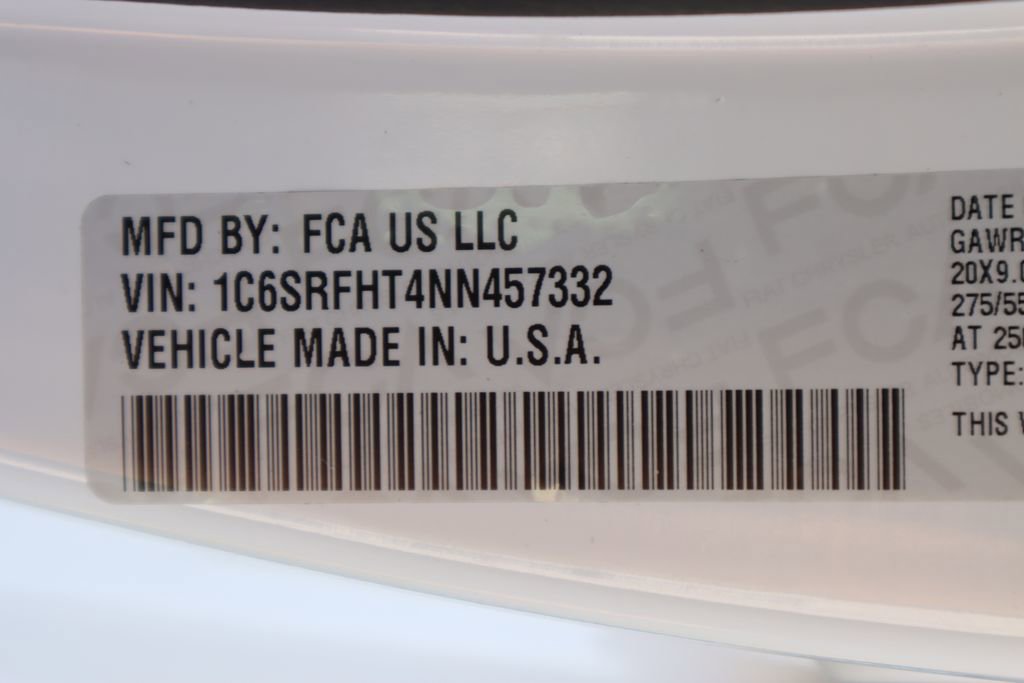 MFD BY: FCA US LLC
VIN: 1C6SRFHT4NN457332
VEHICLE MADE IN: U.S.A.
DATE
GAWR
20X9.0
275/55
AT 25
TYPE:
THIS